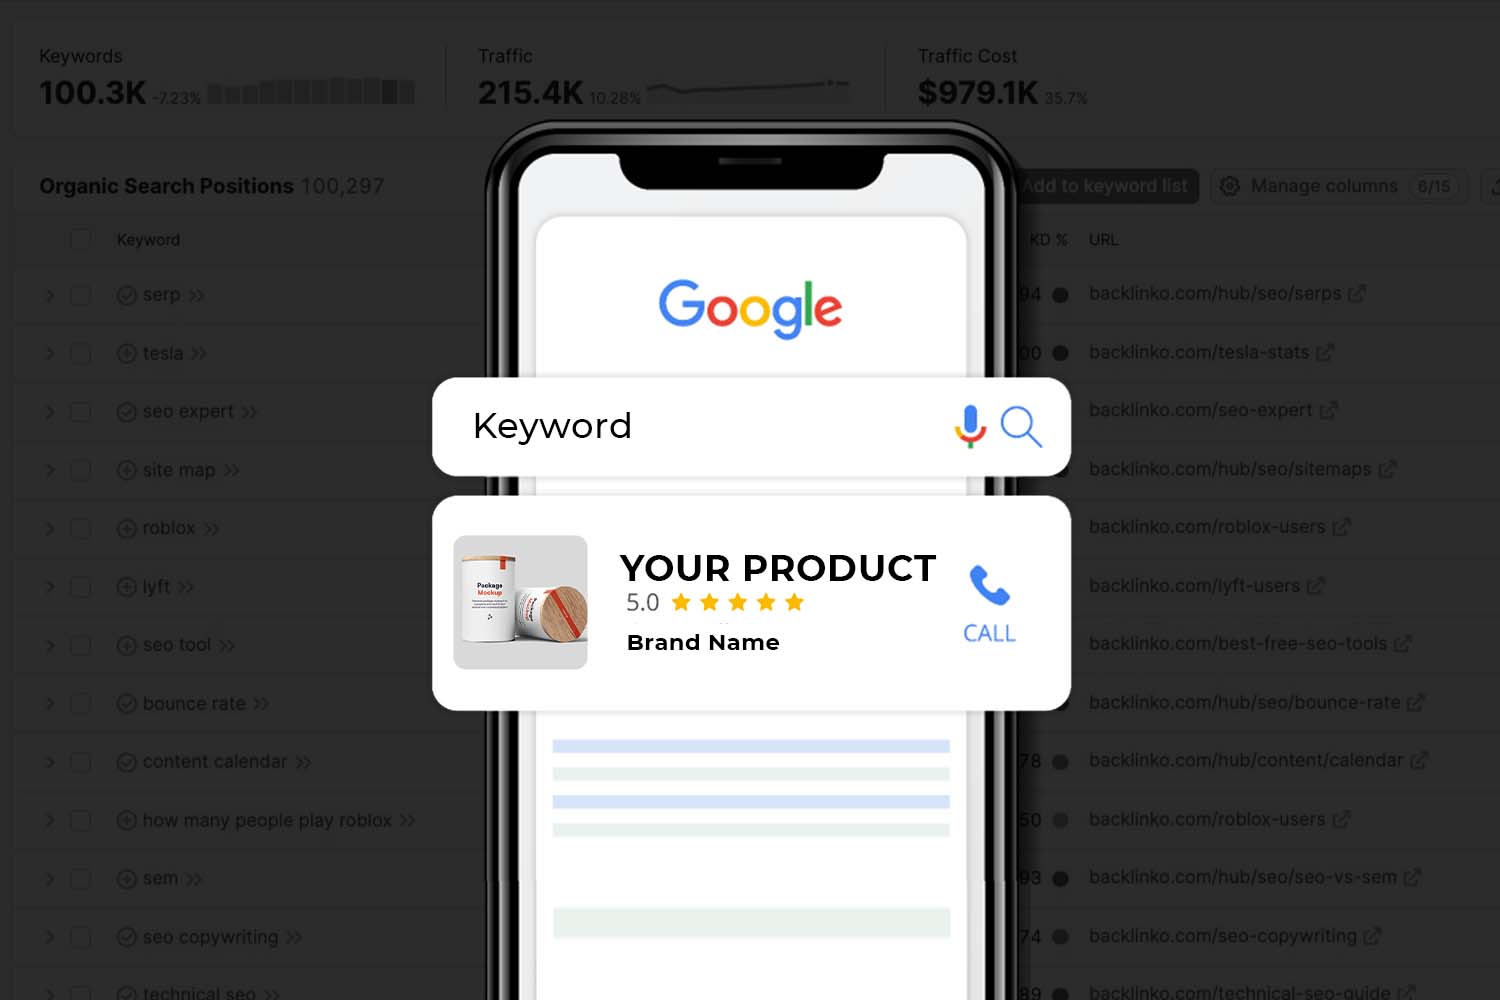 Keywords
100.3K -7.23%
Traffic
215.4K 10.28%
Traffic Cost
$979.1K 35.7%
Organic Search Positions 100,297
Add to keyword list
Manage columns 6/15
Keyword
KD % URL
serp
94 backlinko.com/hub/seo/serps
tesla
00 backlinko.com/tesla-stats
seo expert
backlinko.com/seo-expert
site map
backlinko.com/hub/seo/sitemaps
roblox
backlinko.com/roblox-users
lyft
backlinko.com/lyft-users
seo tool
backlinko.com/best-free-seo-tools
bounce rate
backlinko.com/hub/seo/bounce-rate
content calendar
78 backlinko.com/hub/content/calendar
how many people play roblox
50 backlinko.com/roblox-users
sem
93 backlinko.com/hub/seo/seo-vs-sem
seo copywriting
74 backlinko.com/seo-copywriting
technical seo
89 backlinko.com/technical-seo-guide
Google
Keyword
Package
Mockup
YOUR PRODUCT
5.0
Brand Name
CALL